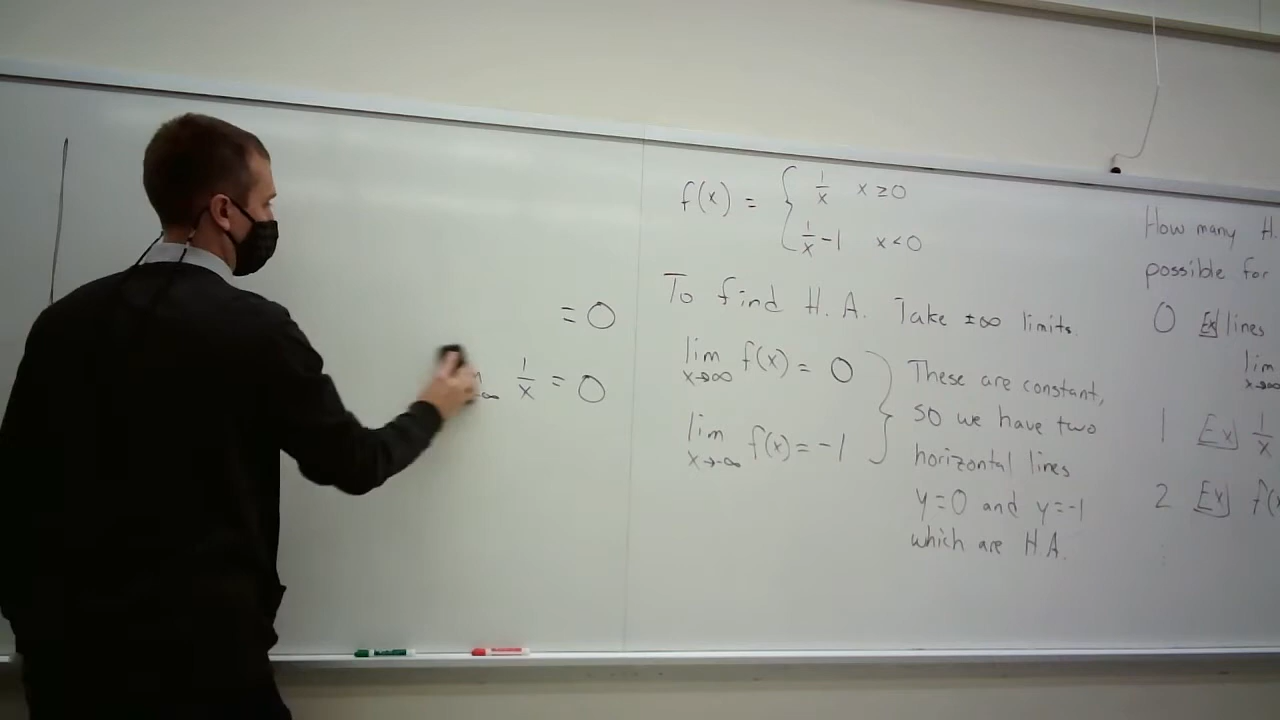 = 0
1/x = 0
f(x) = { 1/x x ≥ 0
1/x - 1 x < 0
To find H.A. Take ±∞ limits.
lim x→∞ f(x) = 0
lim x→-∞ f(x) = -1
These are constant,
so we have two
horizontal lines
y=0 and y=-1
which are H.A.
How many H.
possible for
0 Ex lines
lim x→∞
1 Ex 1/x
2 Ex f(x